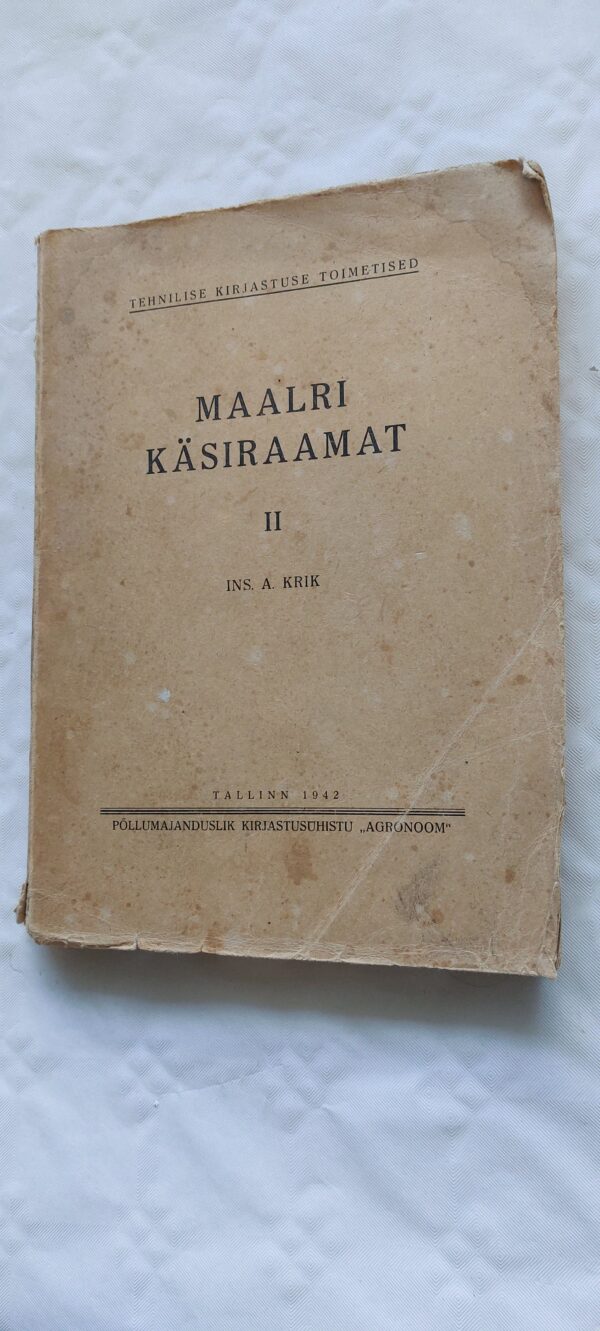 TEHNILISE KIRJASTUSE TOIMETISED
MAALRI
KÄSIRAAMAT
II
INS. A. KRIK
TALLINN 1942
PÕLLUMAJANDUSLIK KIRJASTUSÜHISTU „AGRONOOM“